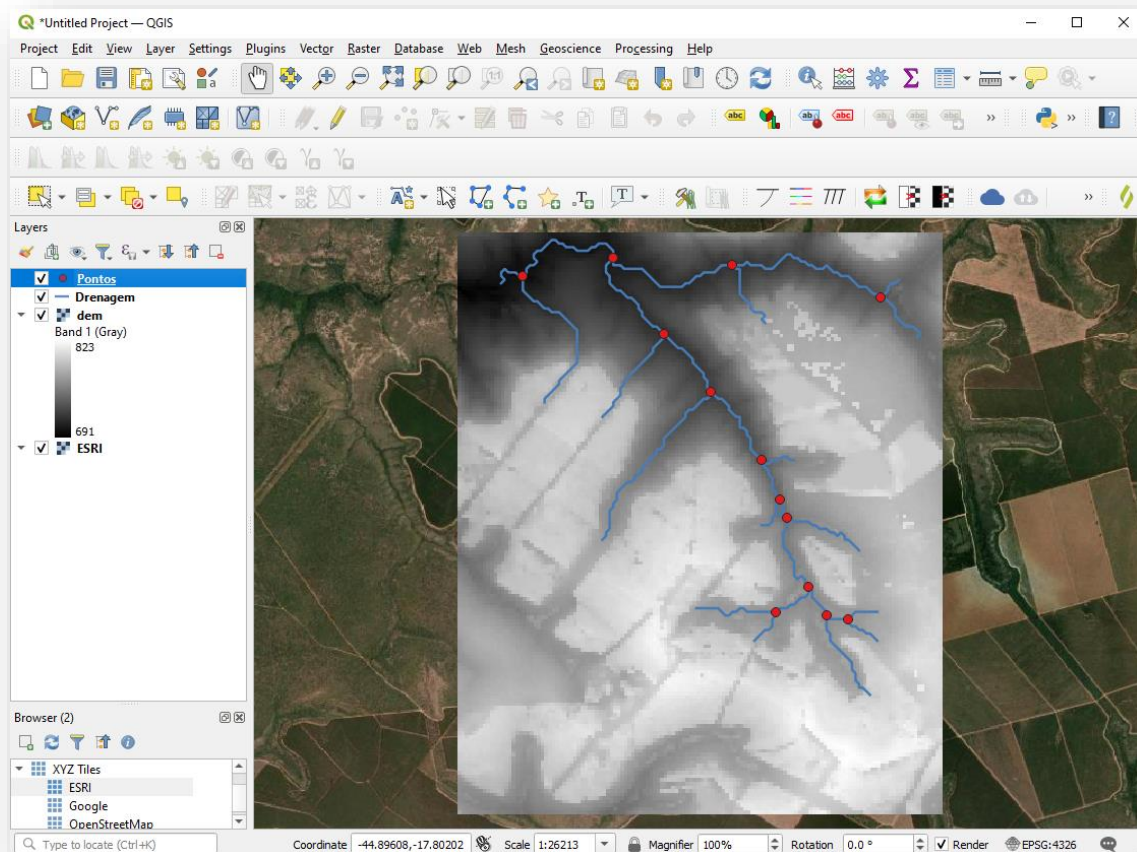 *Untitled Project — QGIS
Project Edit View Layer Settings Plugins Vector Raster Database Web Mesh Geoscience Processing Help
abc abc
Layers
Pontos
Drenagem
dem
Band 1 (Gray)
823
691
ESRI
Browser (2)
XYZ Tiles
ESRI
Google
OpenStreetMap
Type to locate (Ctrl+K) Coordinate -44.89608,-17.80202 Scale 1:26213 Magnifier 100% Rotation 0.0 ° Render EPSG:4326